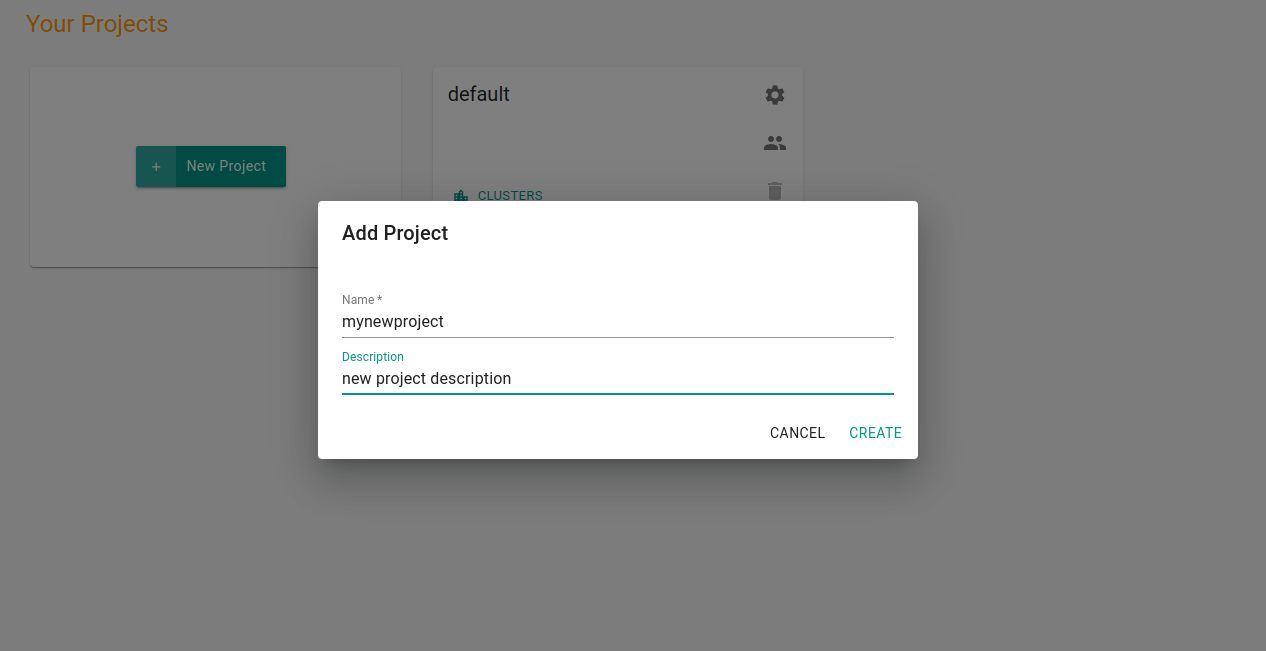 Your Projects
default
+ New Project
CLUSTERS
Add Project
Name *
mynewproject
Description
new project description
CANCEL CREATE